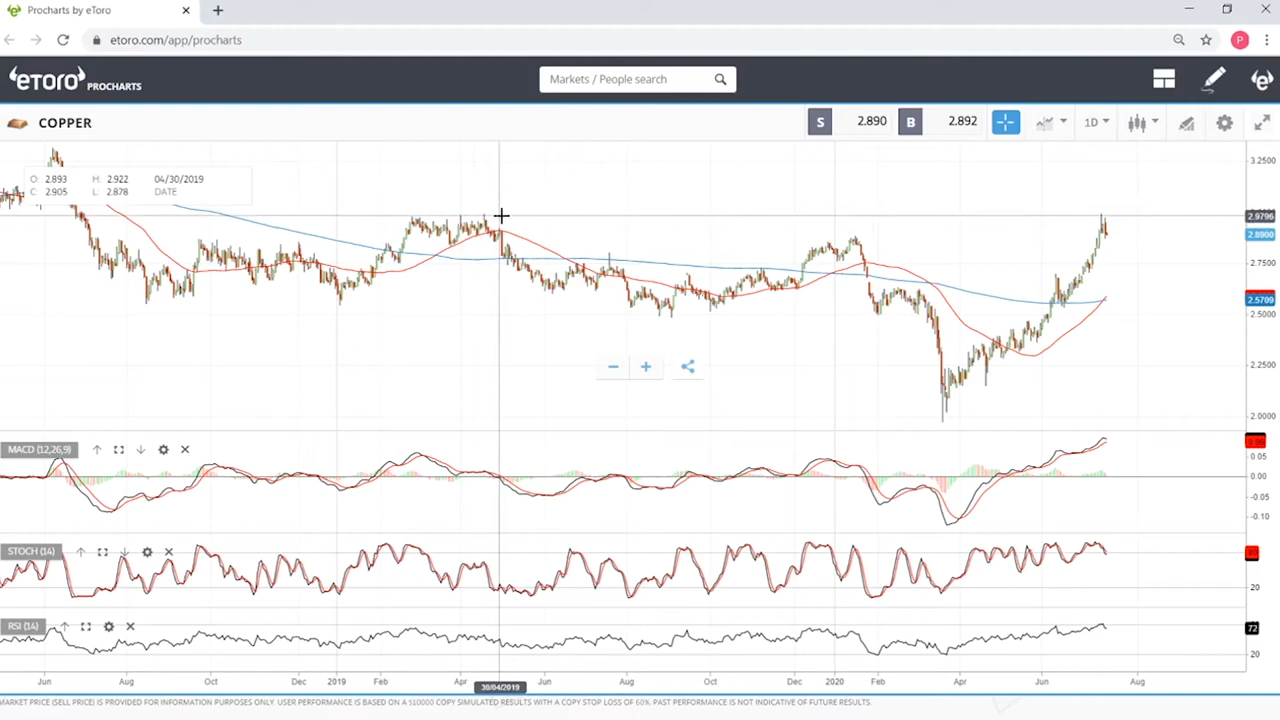 Procharts by eToro
etoro.com/app/procharts
P
eToro PROCHARTS
Markets / People search
COPPER
S 2.890 B 2.892
1D
O: 2.893 H: 2.922 04/30/2019
C: 2.905 L: 2.878 DATE
3.2500
2.9796
2.8900
2.7500
2.5709
2.5000
2.2500
2.0000
MACD (12,26,9)
0.05
0.00
-0.05
-0.10
STOCH (14)
20
RSI (14)
72
20
Jun Aug Oct Dec 2019 Feb Apr 30/04/2019 Jun Aug Oct Dec 2020 Feb Apr Jun Aug
MARKET PRICE (SELL PRICE) IS PROVIDED FOR INFORMATION PURPOSES ONLY. USER PERFORMANCE IS BASED ON A $10000 COPY SIMULATED RESULTS WITH A COPY STOP LOSS OF 60%. PAST PERFORMANCE IS NOT INDICATIVE OF FUTURE RESULTS.